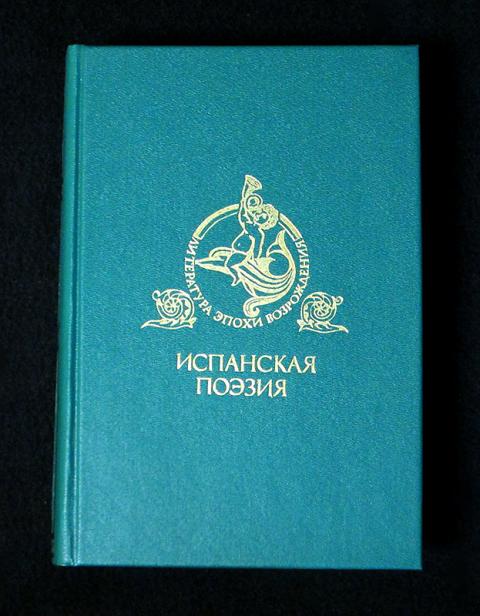 ЛИТЕРАТУРА ЭПОХИ ВОЗРОЖДЕНИЯ
ИСПАНСКАЯ
ПОЭЗИЯ